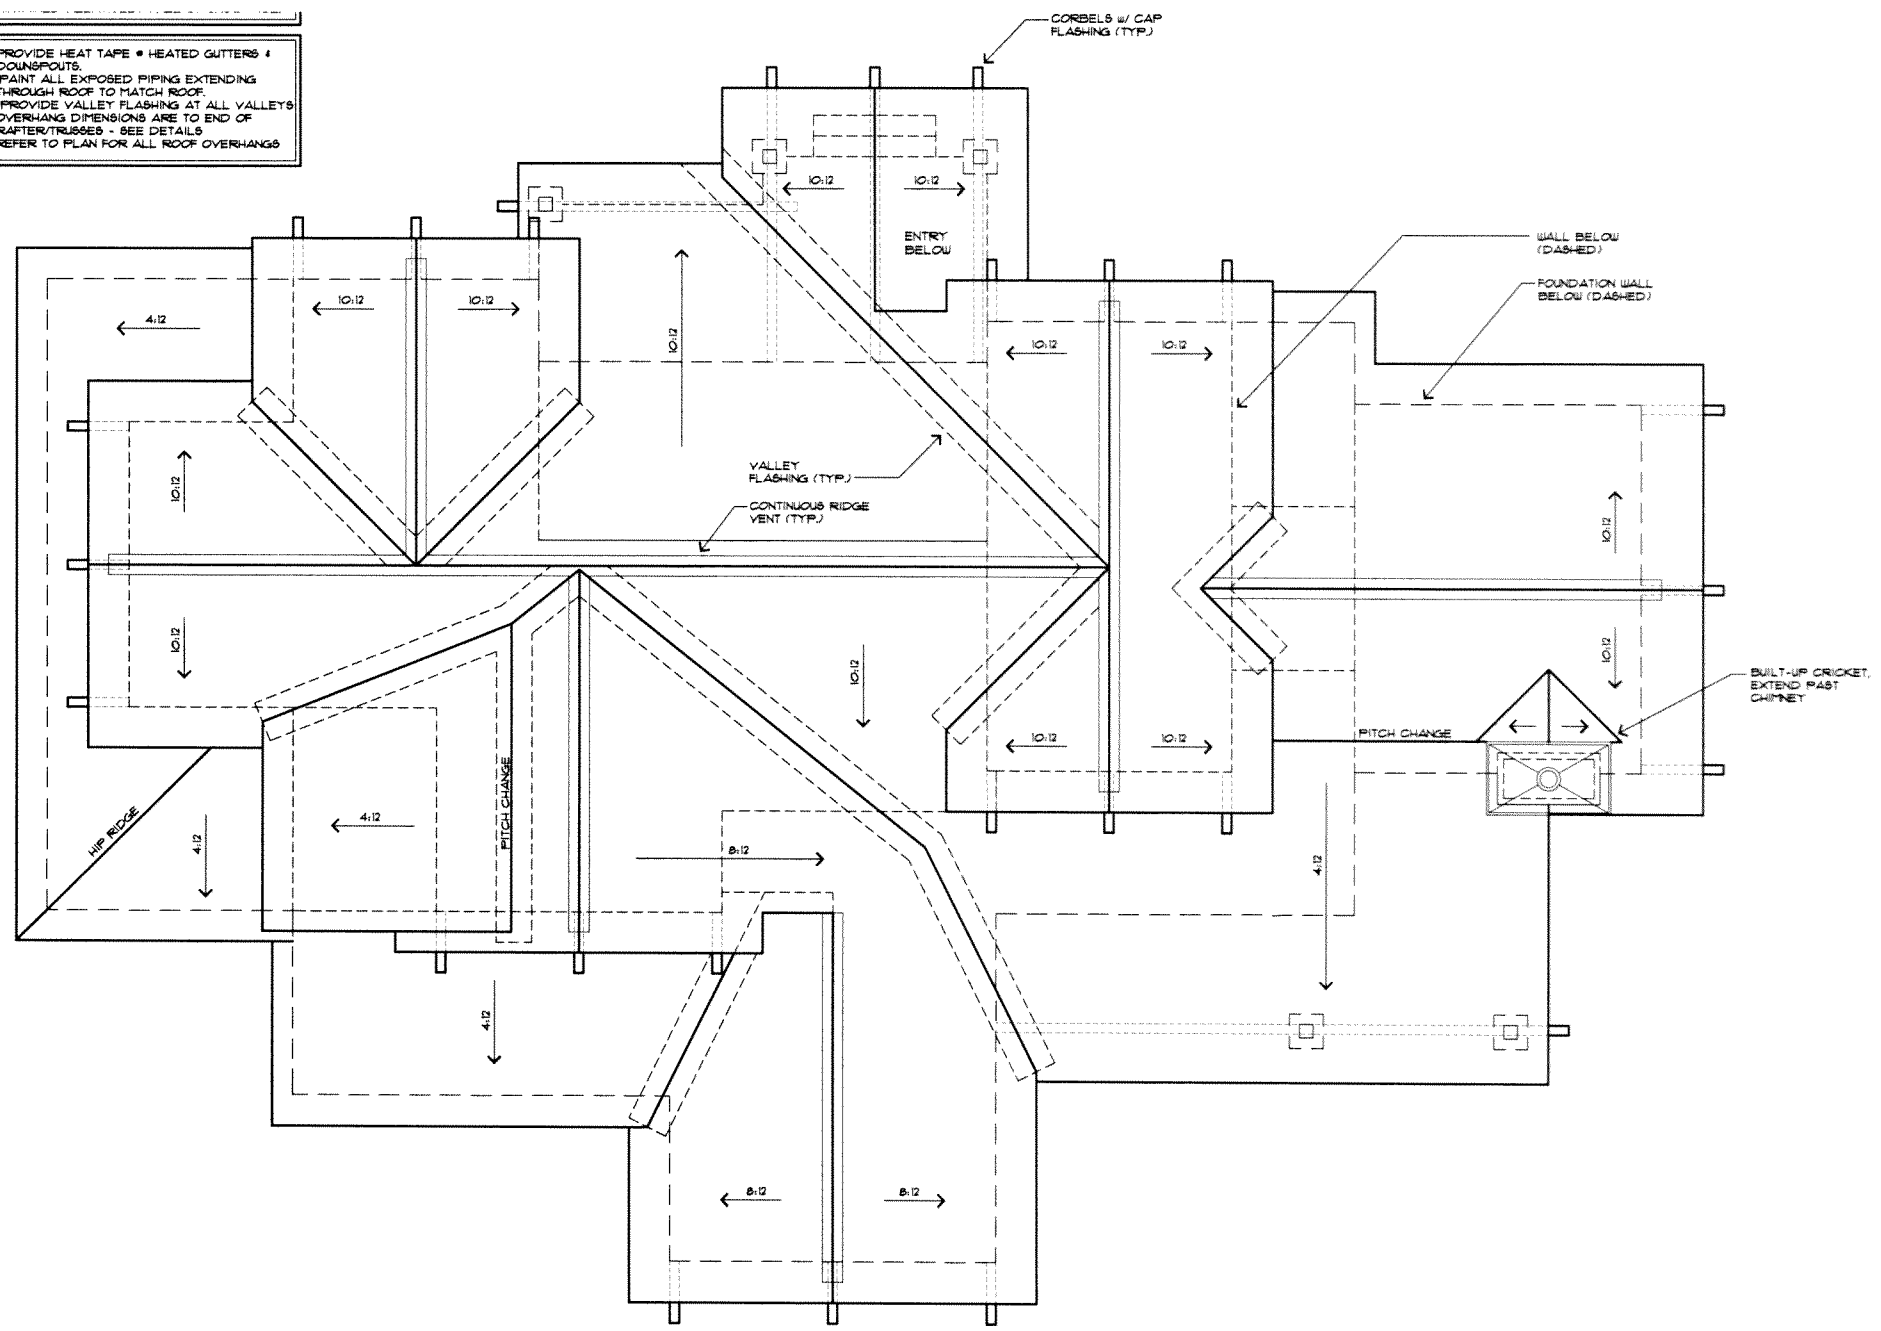 PROVIDE HEAT TAPE * HEATED GUTTERS &
DOWNSPOUTS.
PAINT ALL EXPOSED PIPING EXTENDING
THROUGH ROOF TO MATCH ROOF.
PROVIDE VALLEY FLASHING AT ALL VALLEYS
OVERHANG DIMENSIONS ARE TO END OF
RAFTER/TRUSSES - SEE DETAILS
REFER TO PLAN FOR ALL ROOF OVERHANGS
CORBELS W/ CAP
FLASHING (TYP.)
10:12
10:12
ENTRY
BELOW
WALL BELOW
(DASHED)
FOUNDATION WALL
BELOW (DASHED)
4:12
10:12
10:12
10:12
10:12
10:12
VALLEY
FLASHING (TYP.)
CONTINUOUS RIDGE
VENT (TYP.)
10:12
10:12
10:12
10:12
10:12
10:12
10:12
BUILT-UP CRICKET,
EXTEND PAST
CHIMNEY
PITCH CHANGE
10:12
HIP RIDGE
4:12
4:12
PITCH CHANGE
8:12
4:12
4:12
8:12
8:12